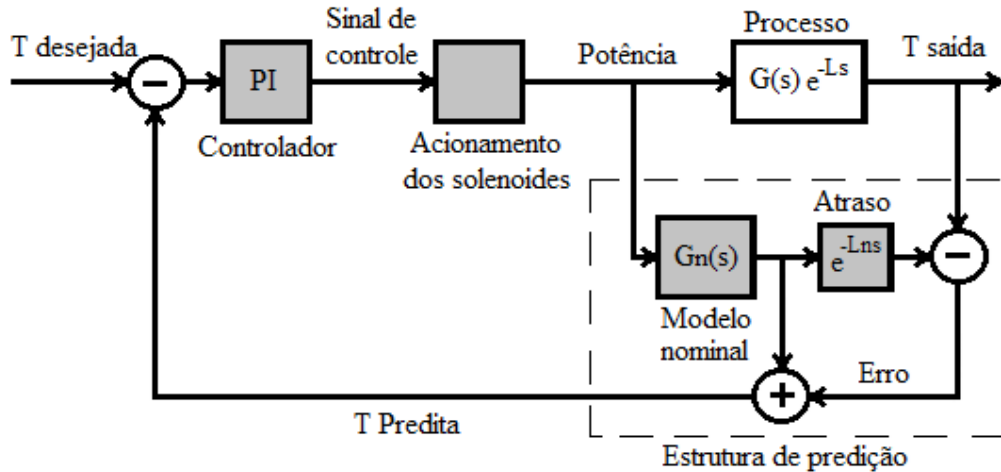 T desejada
PI
Controlador
Sinal de
controle
Acionamento
dos solenoides
Potência
Processo
G(s) e^-Ls
T saída
Gn(s)
Modelo
nominal
Atraso
e^-Lns
−
−
+
Erro
T Predita
Estrutura de predição